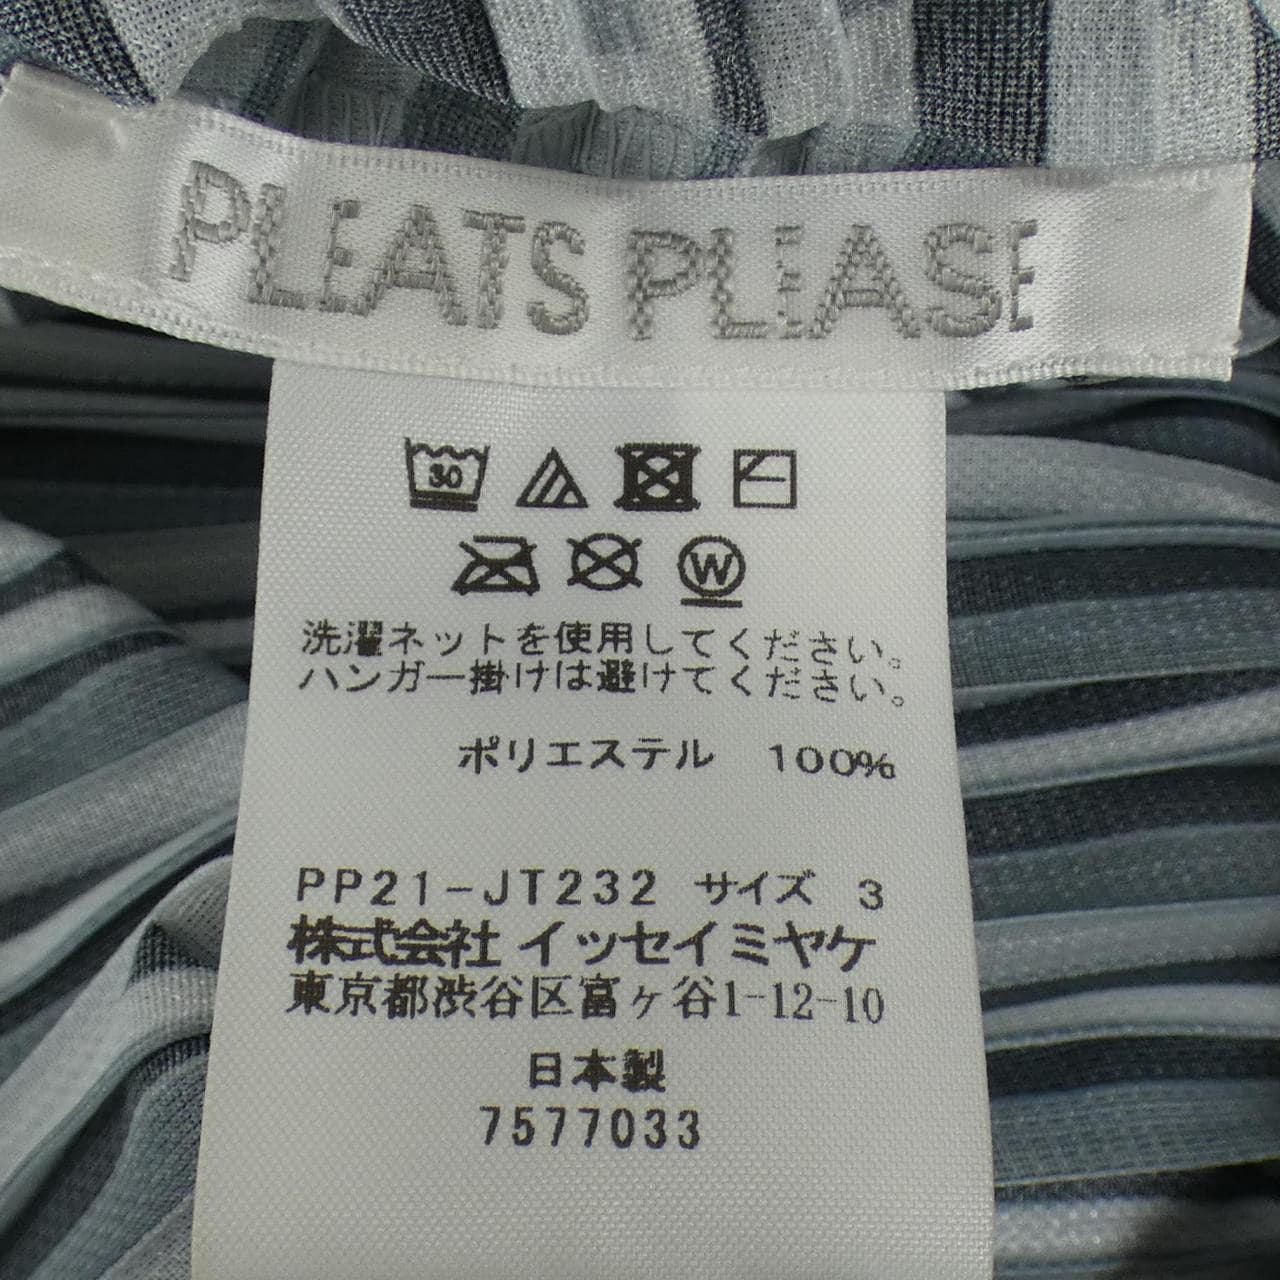 PLEATS PLEASE
30
W
洗濯ネットを使用してください。
ハンガー掛けは避けてください。
ポリエステル 100%
PP21-JT232 サイズ 3
株式会社 イッセイミヤケ
東京都渋谷区富ヶ谷1-12-10
日本製
7577033